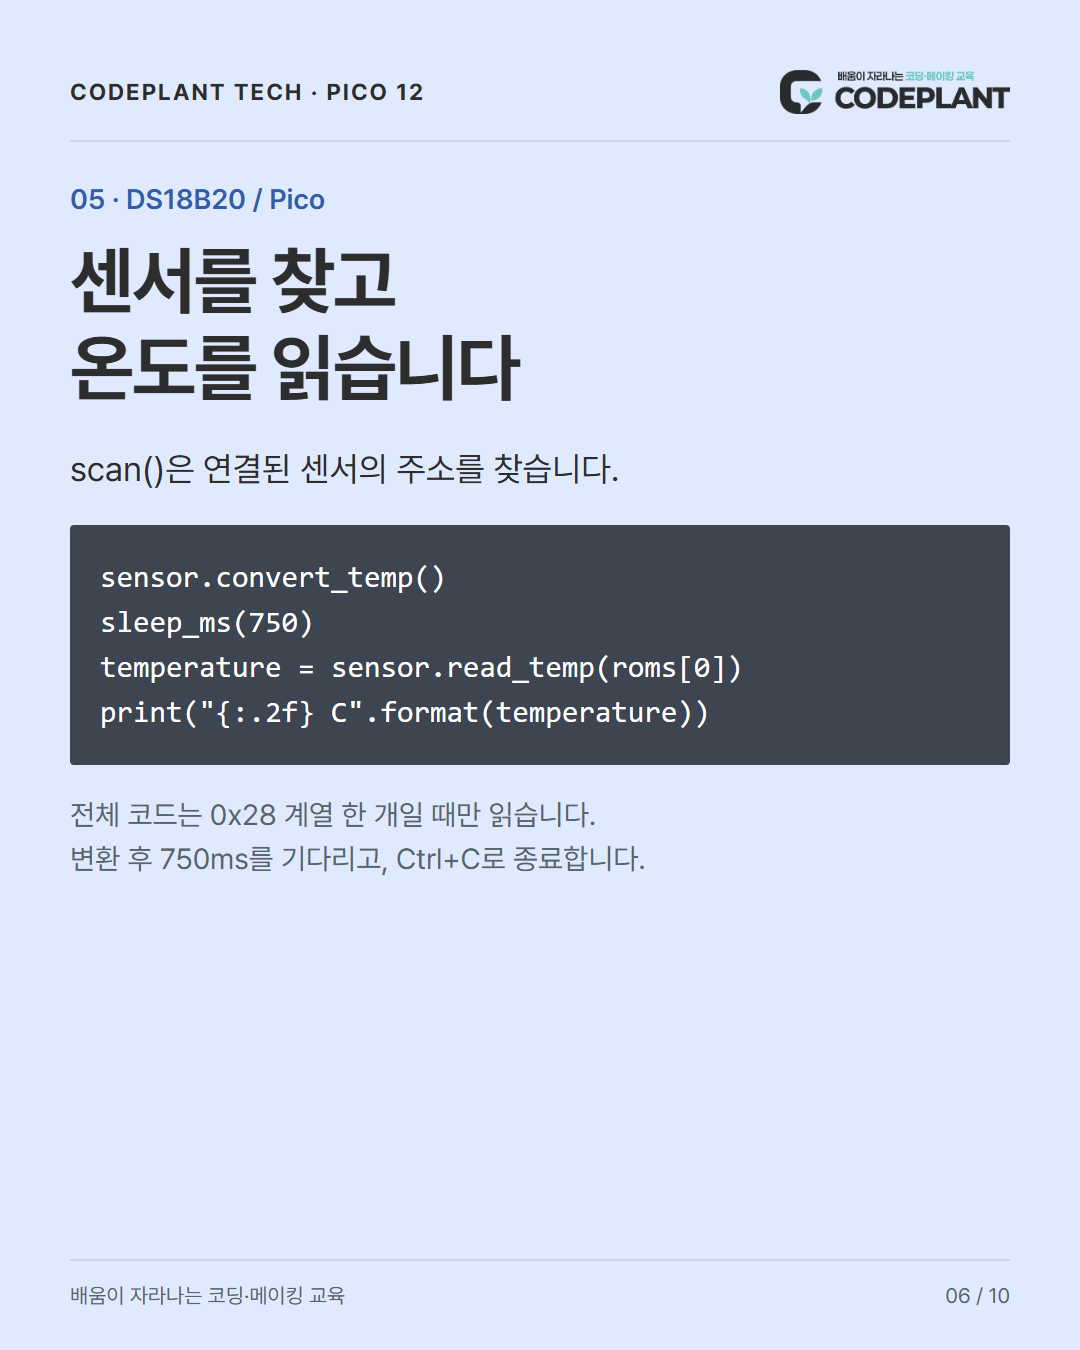 CODEPLANT TECH · PICO 12
배움이 자라나는 코딩·메이킹 교육
CODEPLANT
05 · DS18B20 / Pico
센서를 찾고
온도를 읽습니다
scan()은 연결된 센서의 주소를 찾습니다.
sensor.convert_temp()
sleep_ms(750)
temperature = sensor.read_temp(roms[0])
print("{:.2f} C".format(temperature))
전체 코드는 0x28 계열 한 개일 때만 읽습니다.
변환 후 750ms를 기다리고, Ctrl+C로 종료합니다.
배움이 자라나는 코딩·메이킹 교육
06 / 10